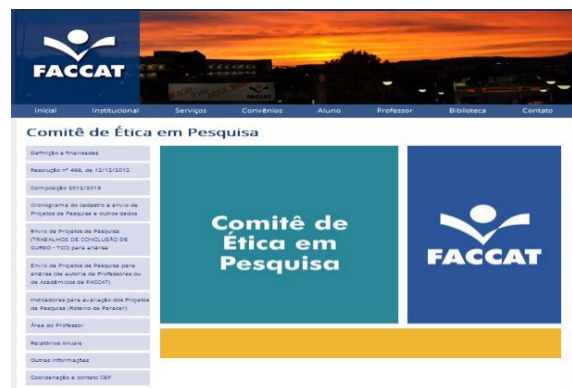 FACCAT
Inicial
Institucional
Serviços
Convênios
Aluno
Professor
Biblioteca
Contato
Comitê de Ética em Pesquisa
Definição e finalidades
Resolução nº 466, de 12/12/2012
Composição 2013/2015
Cronograma do cadastro e envio de
Projetos de Pesquisa e outros dados
Envio de Projetos de Pesquisa
(TRABALHOS DE CONCLUSÃO DE
CURSO - TCC) para análise
Envio de Projetos de Pesquisa para
análise (de autoria de Professores ou
de Acadêmicos da FACCAT)
Indicadores para avaliação dos Projetos
de Pesquisa (Roteiro de Parecer)
Área do Professor
Relatórios Anuais
Outras informações
Coordenação e contato CEP
Comitê de
Ética em
Pesquisa
FACCAT